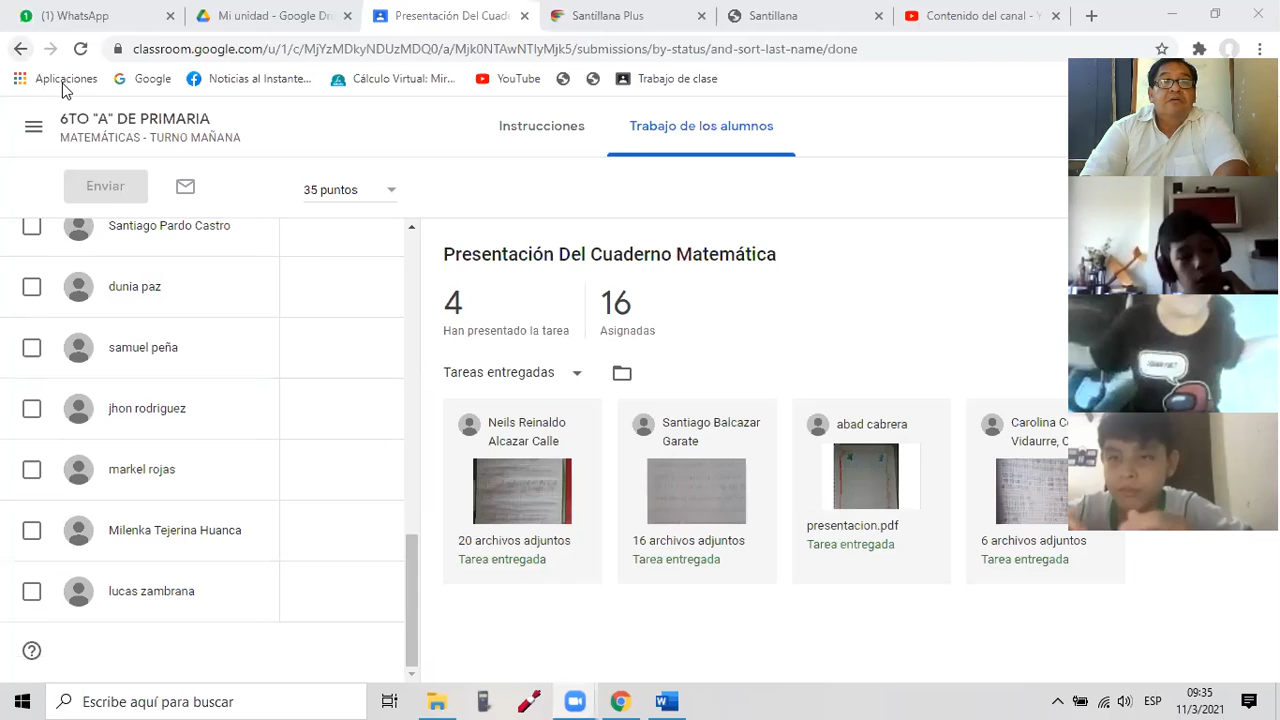 (1) WhatsApp
Mi unidad - Google Dri
Presentación Del Cuad
Santillana Plus
Santillana
Contenido del canal - Y
classroom.google.com/u/1/c/MjYzMDkyNDUzMDQ0/a/Mjk0NTAwNTIyMjk5/submissions/by-status/and-sort-last-name/done
Aplicaciones
Google
Noticias al Instante...
Cálculo Virtual: Mir...
YouTube
Trabajo de clase
6TO "A" DE PRIMARIA
MATEMÁTICAS - TURNO MAÑANA
Instrucciones
Trabajo de los alumnos
Enviar
35 puntos
Santiago Pardo Castro
dunia paz
samuel peña
jhon rodriguez
markel rojas
Milenka Tejerina Huanca
lucas zambrana
Presentación Del Cuaderno Matemática
4
Han presentado la tarea
16
Asignadas
Tareas entregadas
Neils Reinaldo
Alcazar Calle
20 archivos adjuntos
Tarea entregada
Santiago Balcazar
Garate
16 archivos adjuntos
Tarea entregada
abad cabrera
presentacion.pdf
Tarea entregada
Carolina C
Vidaurre, C
6 archivos adjuntos
Tarea entregada
Escribe aquí para buscar
ESP
09:35
11/3/2021